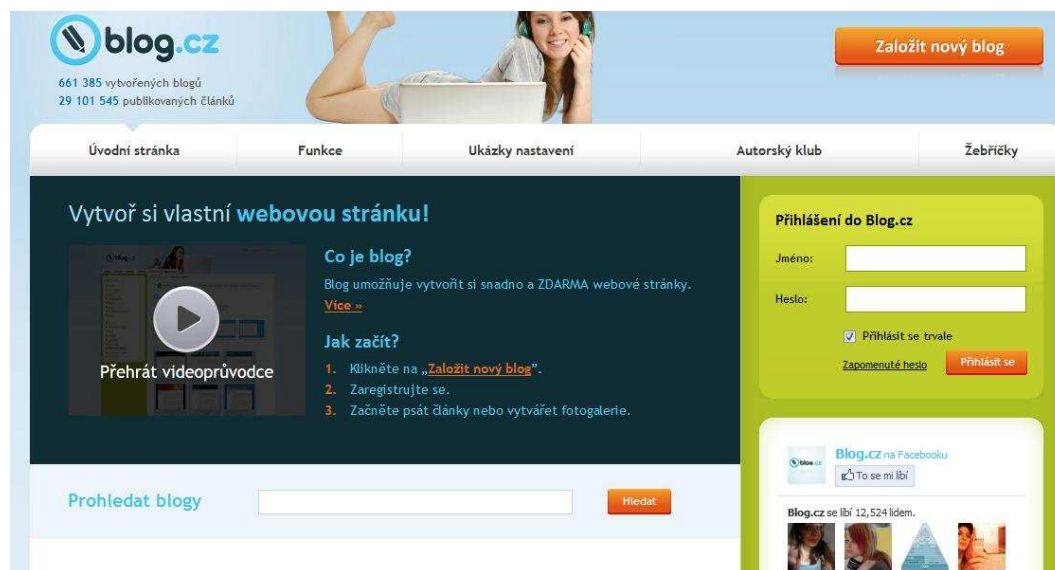 blog.cz
661 385 vytvořených blogů
29 101 545 publikovaných článků
Založit nový blog
Úvodní stránka
Funkce
Ukázky nastavení
Autorský klub
Žebříčky
Vytvoř si vlastní webovou stránku!
Přehrát videoprůvodce
Co je blog?
Blog umožňuje vytvořit si snadno a ZDARMA webové stránky.
Více »
Jak začít?
1. Klikněte na „Založit nový blog”.
2. Zaregistrujte se.
3. Začněte psát články nebo vytvářet fotogalerie.
Přihlášení do Blog.cz
Jméno:
Heslo:
Přihlásit se trvale
Zapomenuté heslo
Přihlásit se
Prohledat blogy
Hledat
blog.cz
Blog.cz na Facebooku
To se mi líbí
Blog.cz se líbí 12,524 lidem.